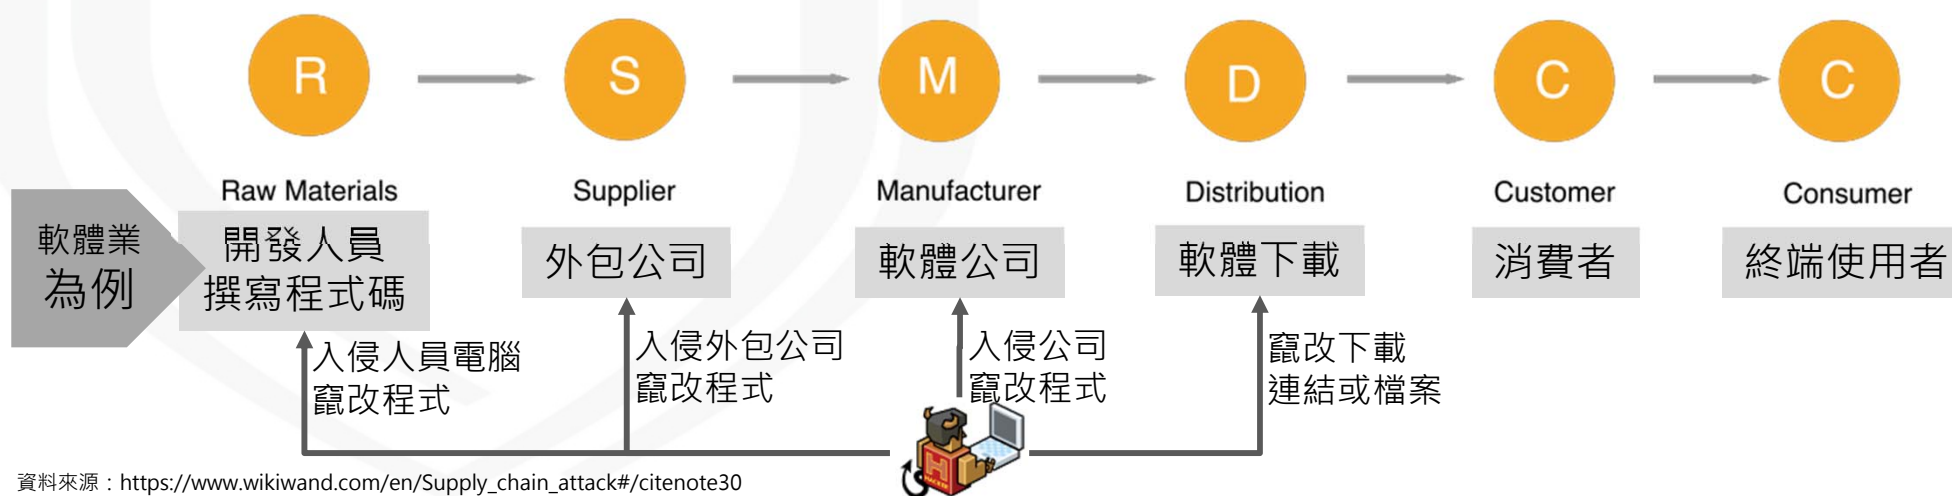 R
S
M
D
C
C
Raw Materials
Supplier
Manufacturer
Distribution
Customer
Consumer
軟體業
為例
開發人員
撰寫程式碼
外包公司
軟體公司
軟體下載
消費者
終端使用者
入侵人員電腦
竄改程式
入侵外包公司
竄改程式
入侵公司
竄改程式
竄改下載
連結或檔案
H
資料來源：https://www.wikiwand.com/en/Supply_chain_attack#/citenote30